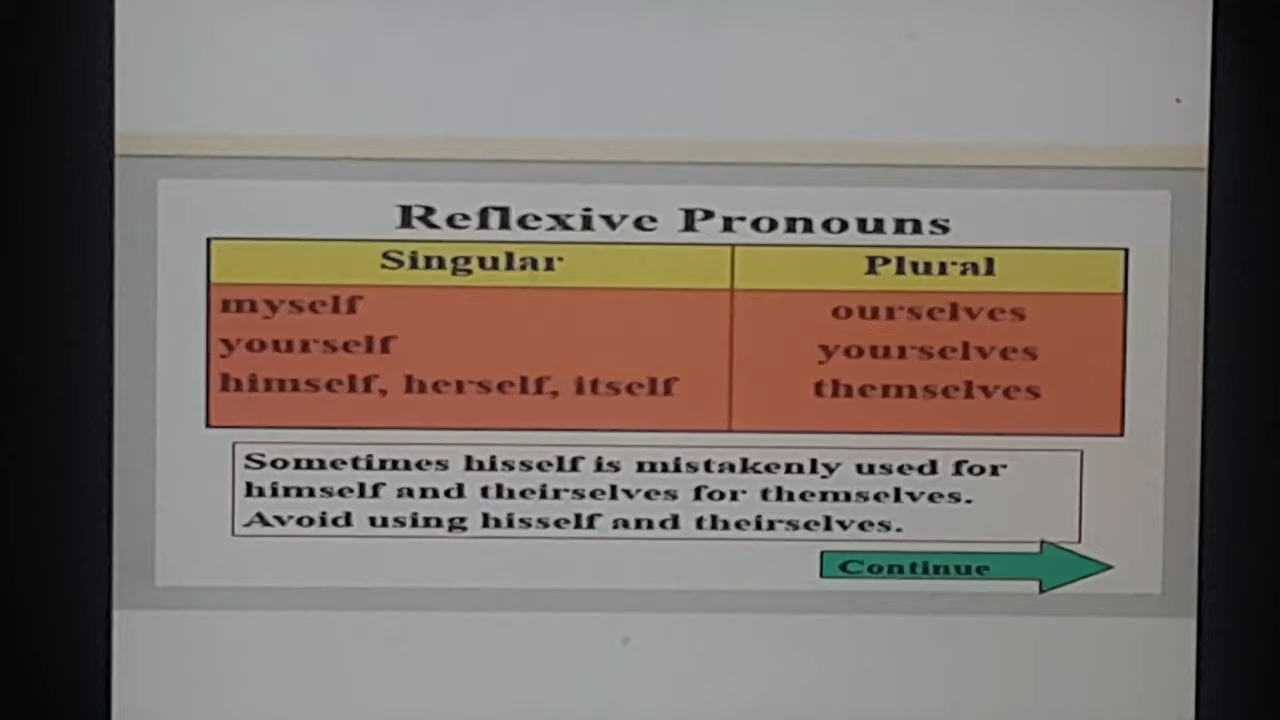 Reflexive Pronouns
Singular Plural
myself ourselves
yourself yourselves
himself, herself, itself themselves
Sometimes hisself is mistakenly used for
himself and theirselves for themselves.
Avoid using hisself and theirselves.
Continue